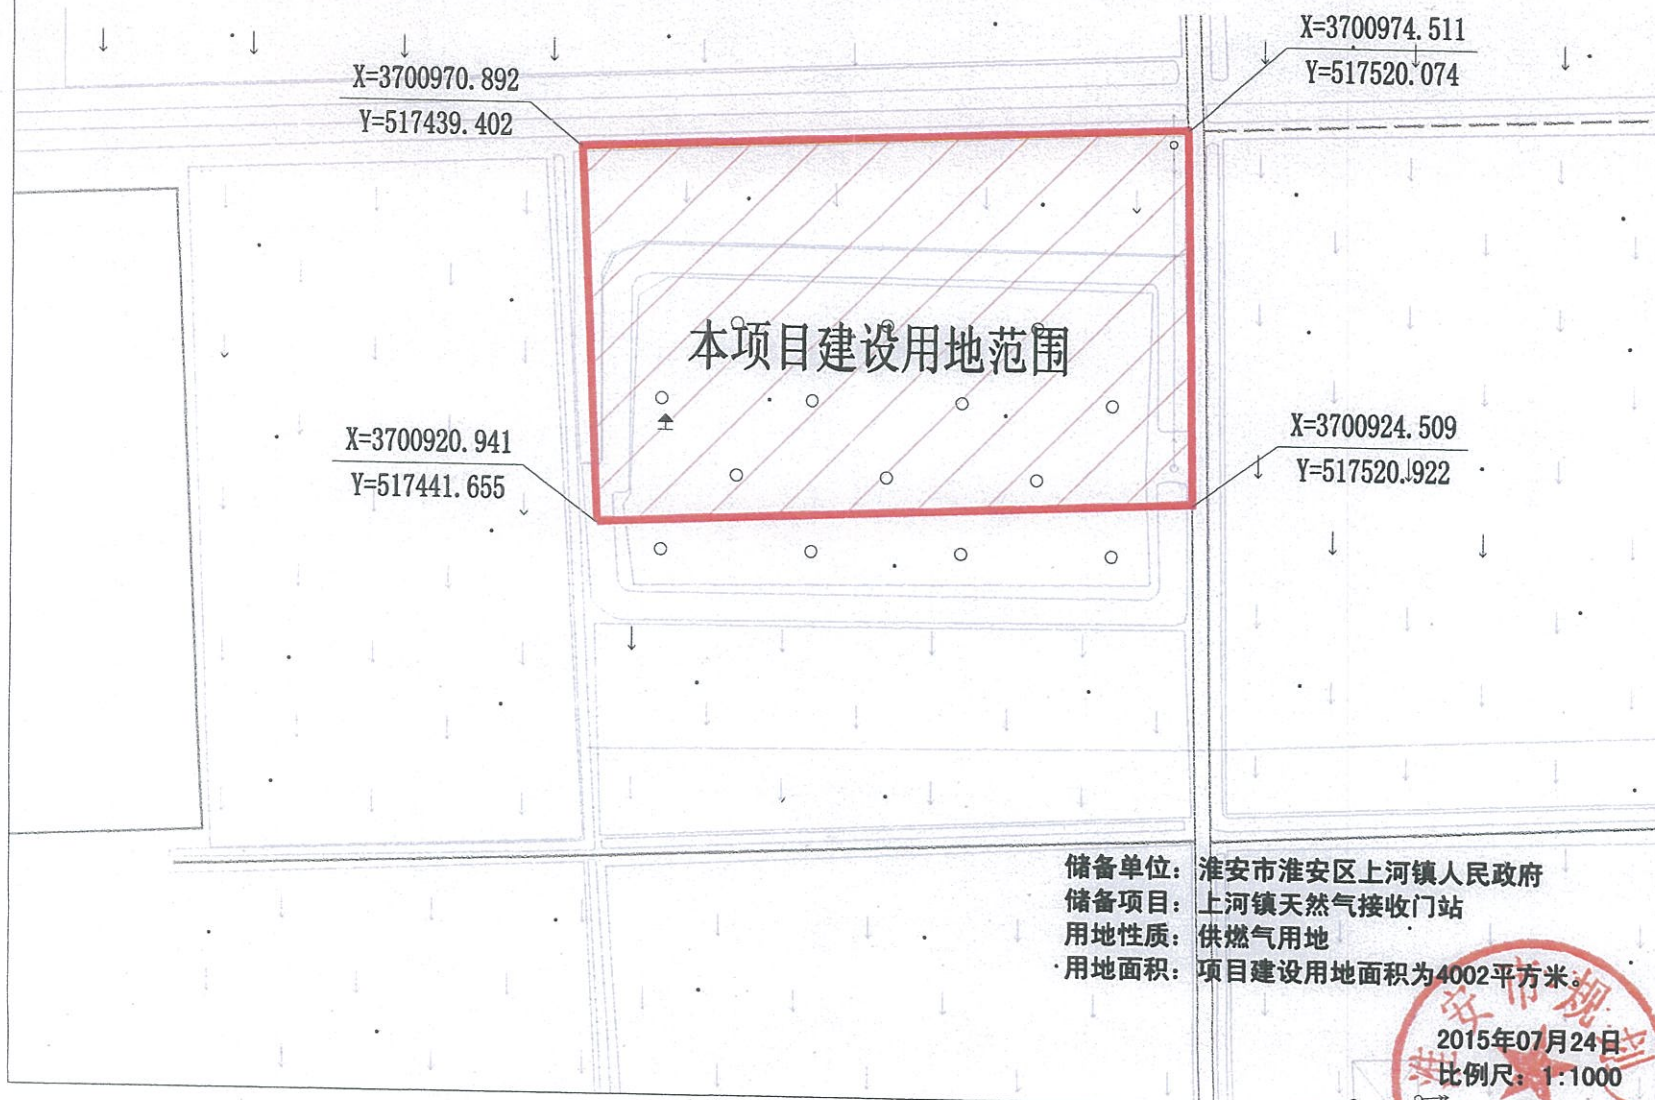 X=3700974.511
Y=517520.074
X=3700970.892
Y=517439.402
本项目建设用地范围
X=3700920.941
Y=517441.655
X=3700924.509
Y=517520.922
储备单位：淮安市淮安区上河镇人民政府
储备项目：上河镇天然气接收门站
用地性质：供燃气用地
用地面积：项目建设用地面积为4002平方米。
淮安市规划
2015年07月24日
比例尺：1:1000